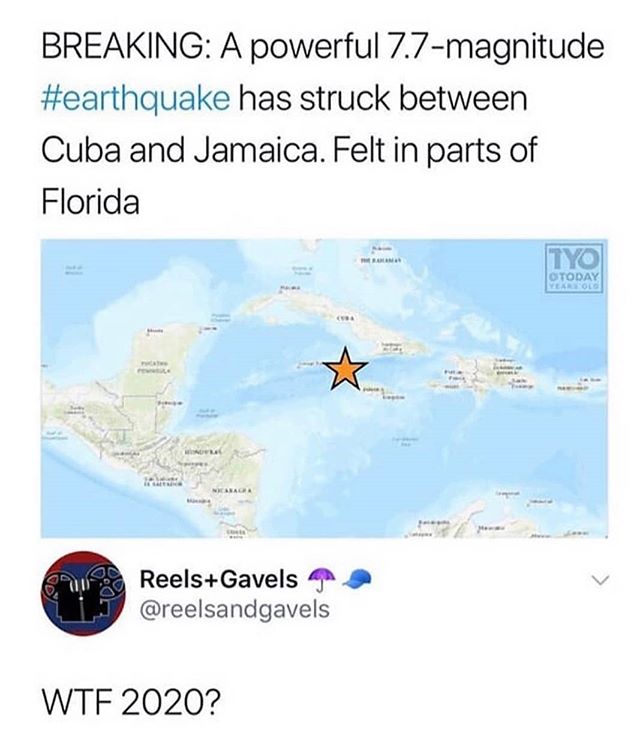 BREAKING: A powerful 7.7-magnitude
#earthquake has struck between
Cuba and Jamaica. Felt in parts of
Florida
TYO
@TODAY
YEARS OLD
THE BAHAMAS
Havana
CUBA
YUCATAN
PENINSULA
HONDURAS
EL SALVADOR
NICARAGUA
Reels+Gavels
@reelsandgavels
WTF 2020?